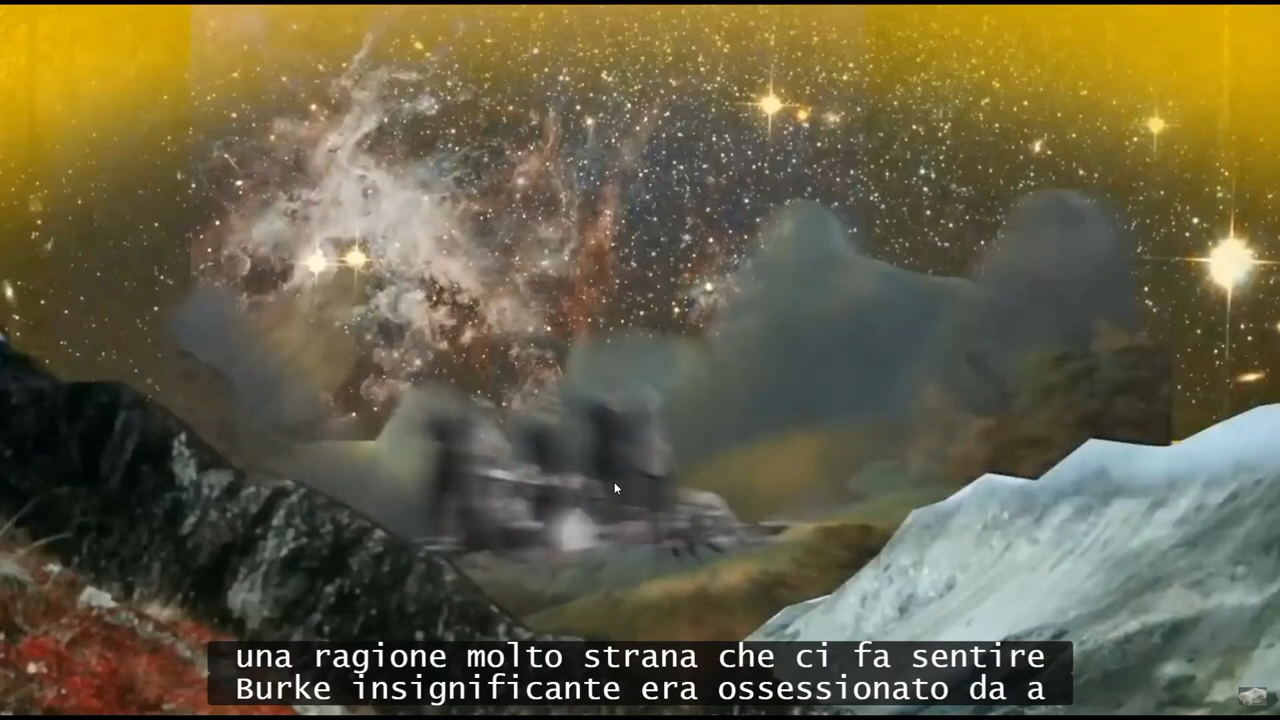 una ragione molto strana che ci fa sentire
Burke insignificante era ossessionato da a